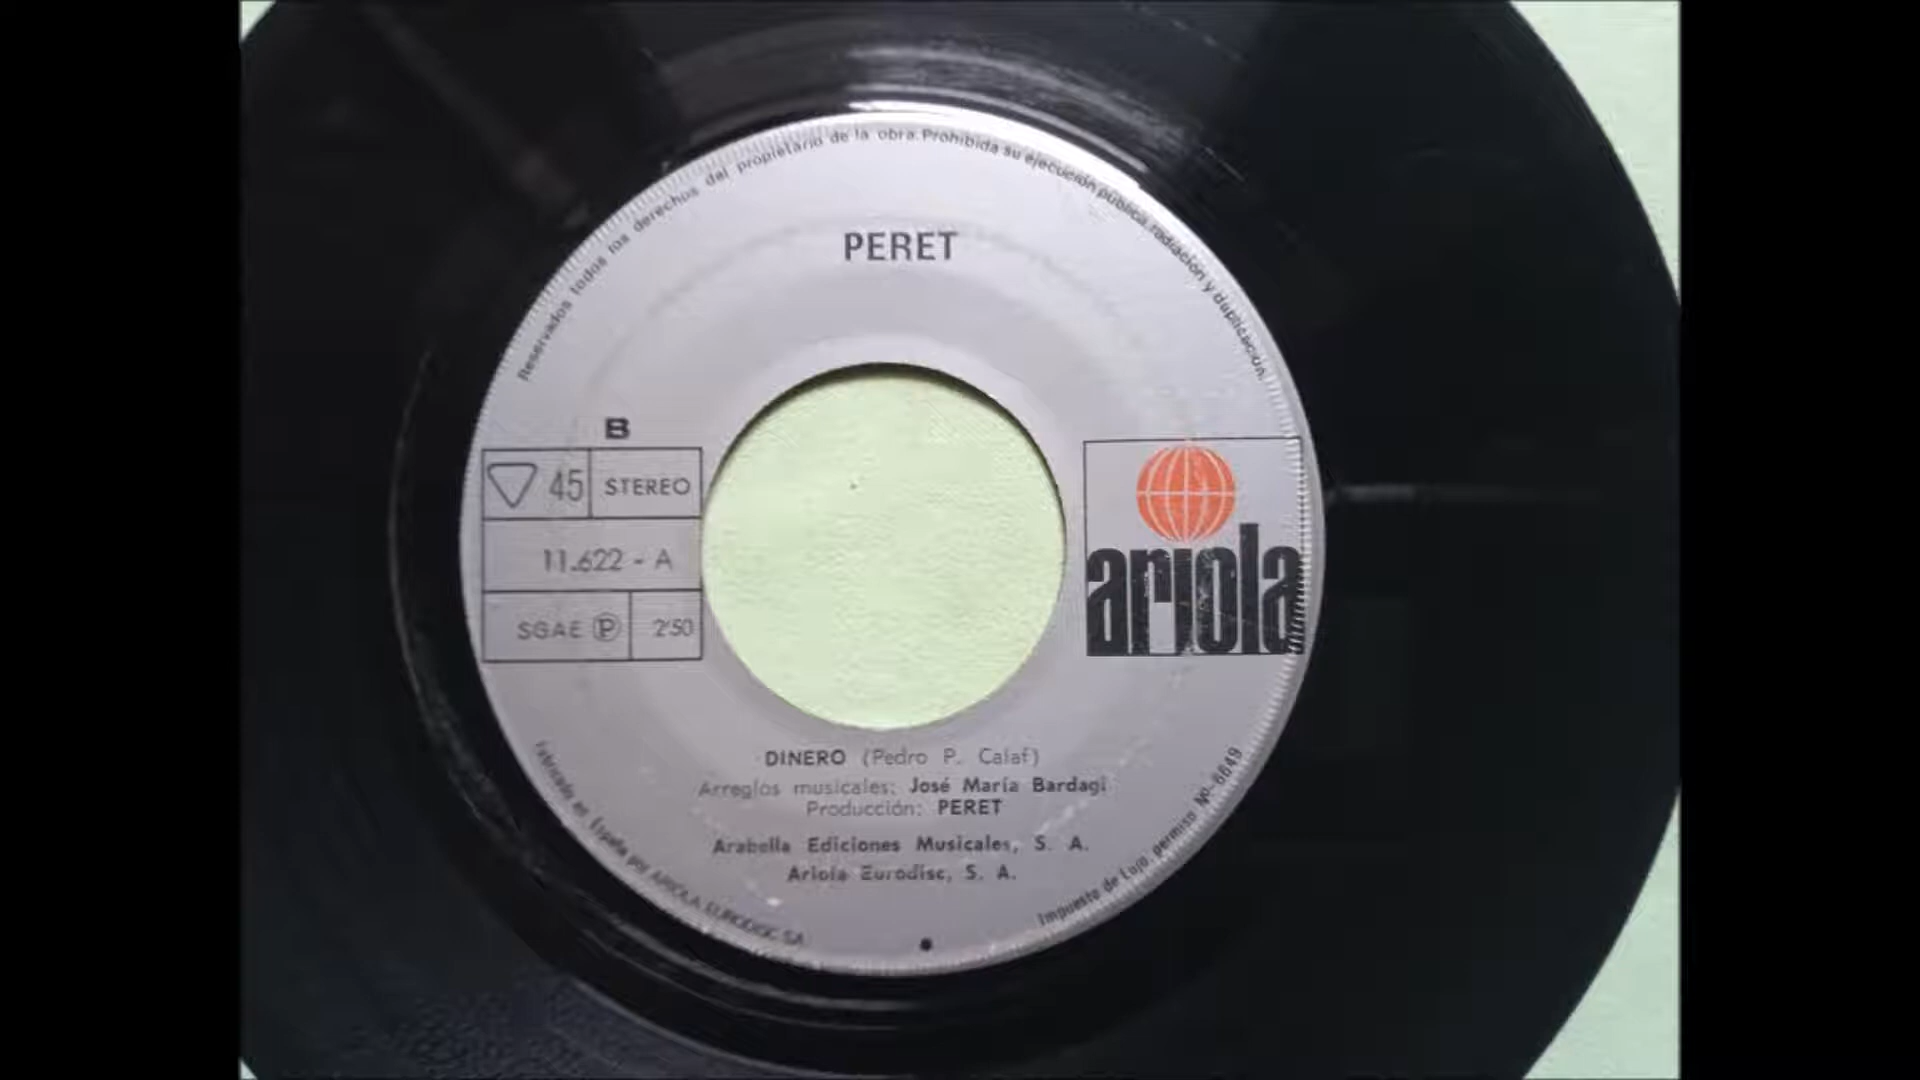 Reservados todos los derechos del propietario de la obra. Prohibida su ejecución pública, radiación y duplicación.
PERET
B
45 STEREO
11.622 - A
SGAE Ⓟ 2'50
ariola
DINERO (Pedro P. Calaf)
Arreglos musicales: José María Bardagi
Producción: PERET
Arabella Ediciones Musicales, S. A.
Ariola Eurodisc, S. A.
Fabricado en España por ARIOLA EURODISC SA
Impuesto de Lujo, permiso Nº-6649